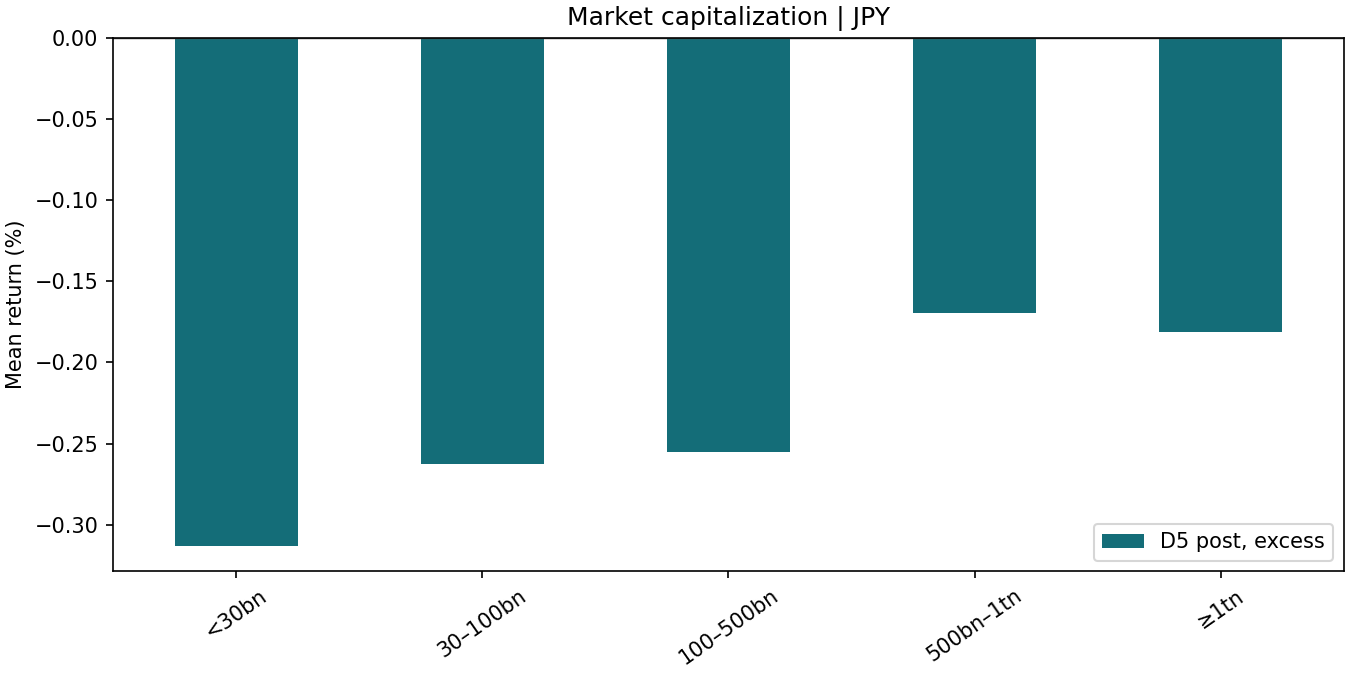 Market capitalization | JPY
Mean return (%)
0.00
−0.05
−0.10
−0.15
−0.20
−0.25
−0.30
D5 post, excess
<30bn
30–100bn
100–500bn
500bn–1tn
≥1tn